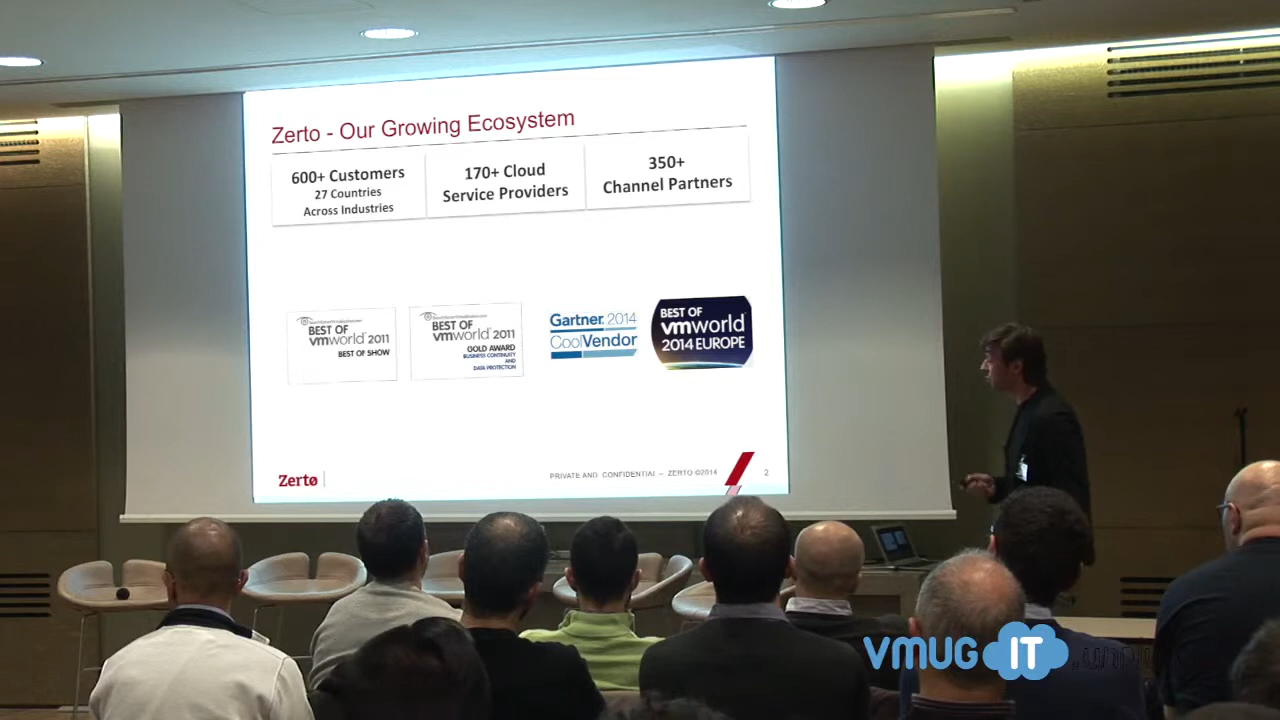 Zerto - Our Growing Ecosystem
600+ Customers
27 Countries
Across Industries
170+ Cloud
Service Providers
350+
Channel Partners
BEST OF
vmworld 2011
BEST OF SHOW
BEST OF
vmworld 2011
GOLD AWARD
BUSINESS CONTINUITY
AND
DATA PROTECTION
Gartner 2014
CoolVendor
BEST OF
vmworld
2014 EUROPE
Zertø
PRIVATE AND CONFIDENTIAL – ZERTO ©2014
2
VMUG IT